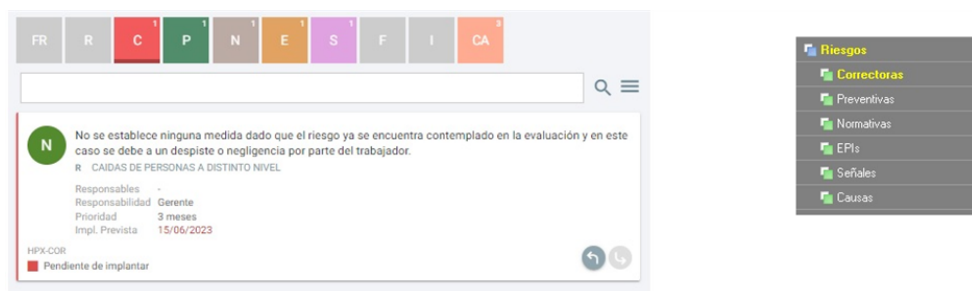 FR R C 1 P 1 N 1 E 1 S 1 F I CA 3
N
No se establece ninguna medida dado que el riesgo ya se encuentra contemplado en la evaluación y en este
caso se debe a un despiste o negligencia por parte del trabajador.
R CAIDAS DE PERSONAS A DISTINTO NIVEL
Responsables -
Responsabilidad Gerente
Prioridad 3 meses
Impl. Prevista 15/06/2023
HPX-COR
Pendiente de implantar
Riesgos
Correctoras
Preventivas
Normativas
EPIs
Señales
Causas